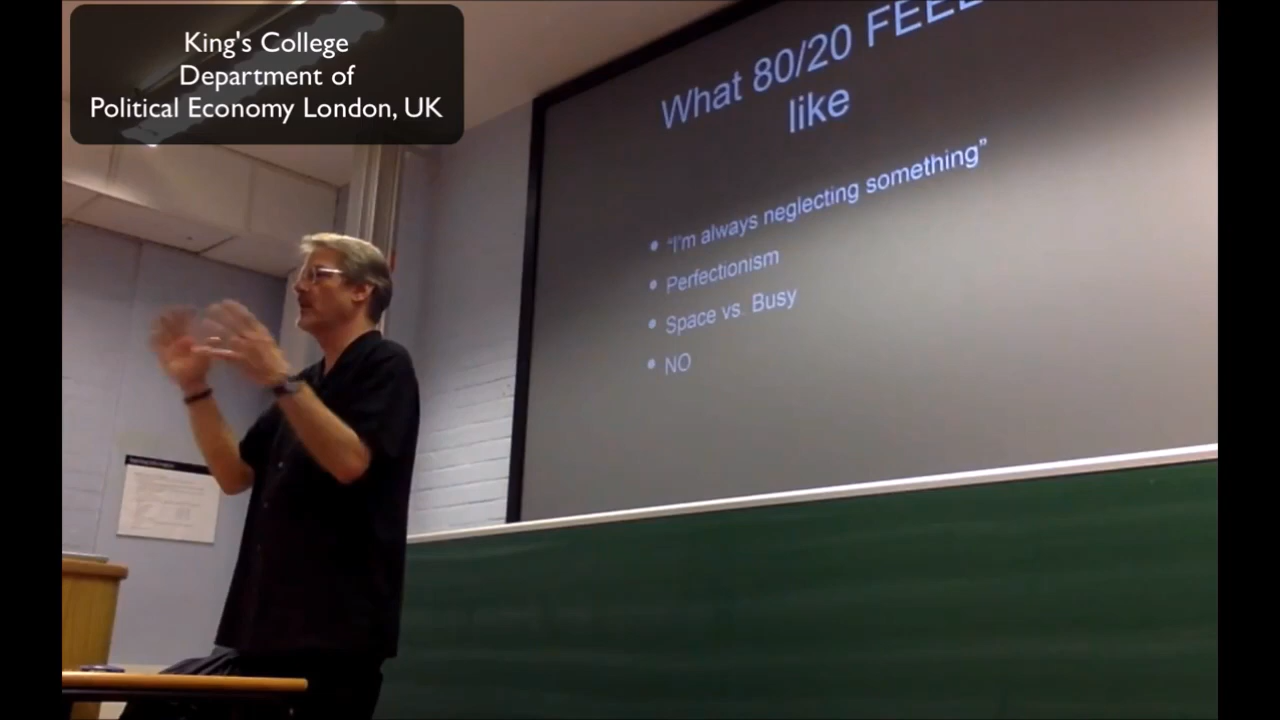 King's College
Department of
Political Economy London, UK
What 80/20 FEEL
like
• “I'm always neglecting something”
• Perfectionism
• Space vs. Busy
• NO